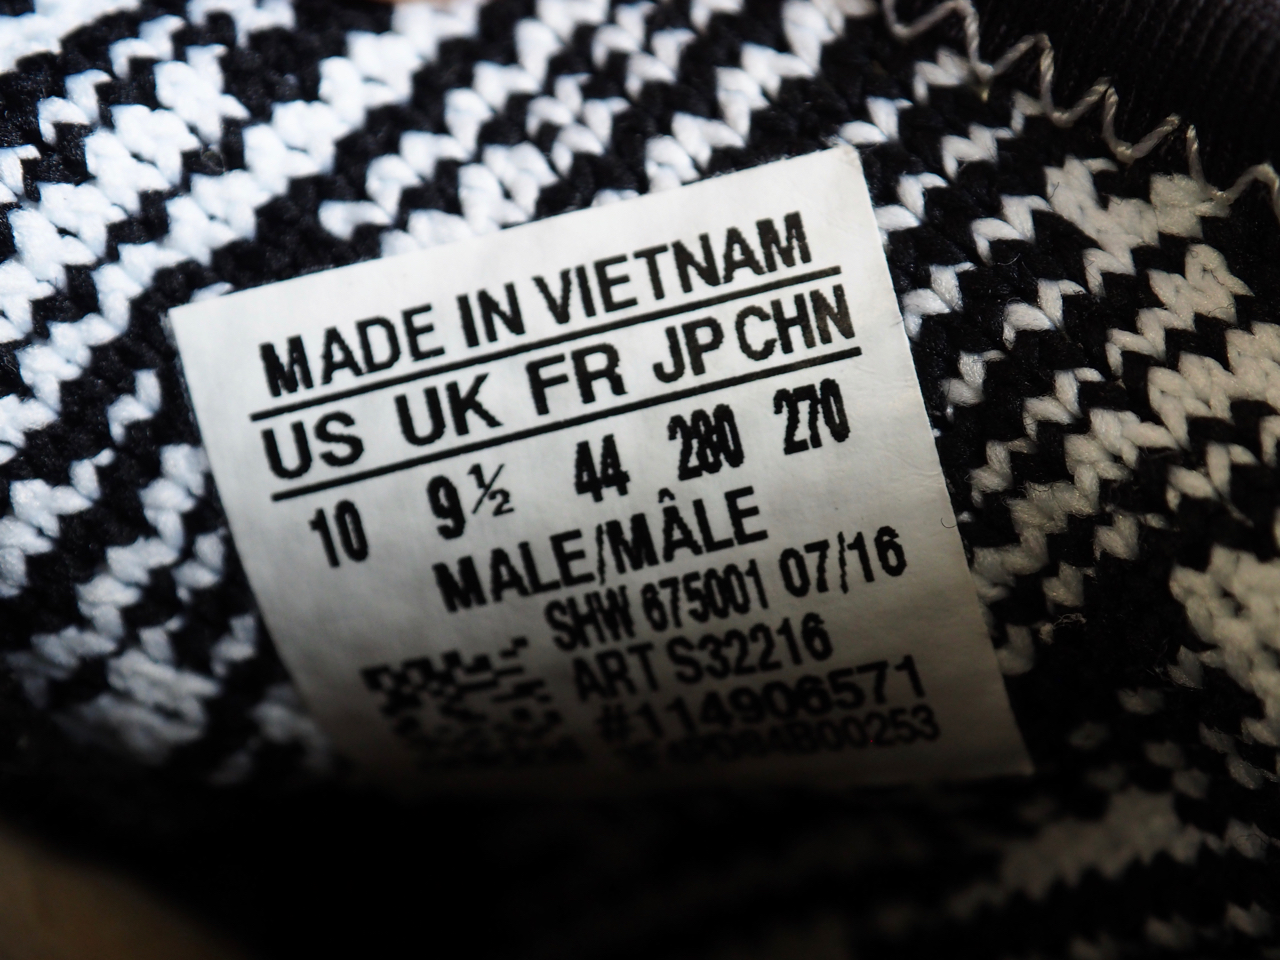 MADE IN VIETNAM
US UK FR JP CHN
10 9½ 44 280 270
MALE/MÂLE
SHW 675001 07/16
ART S32216
#114906571